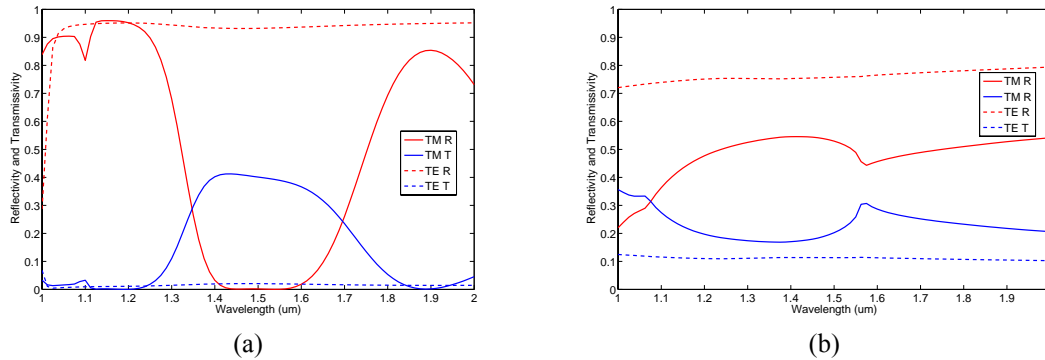 1
0.9
0.8
0.7
0.6
0.5
0.4
0.3
0.2
0.1
0
Reflectivity and Transmissivity
TM R
TM T
TE R
TE T
1 1.1 1.2 1.3 1.4 1.5 1.6 1.7 1.8 1.9 2
Wavelength (um)
(a)
1
0.9
0.8
0.7
0.6
0.5
0.4
0.3
0.2
0.1
0
Reflectivity and Transmissivity
TM R
TM R
TE R
TE T
1 1.1 1.2 1.3 1.4 1.5 1.6 1.7 1.8 1.9
Wavelength (um)
(b)